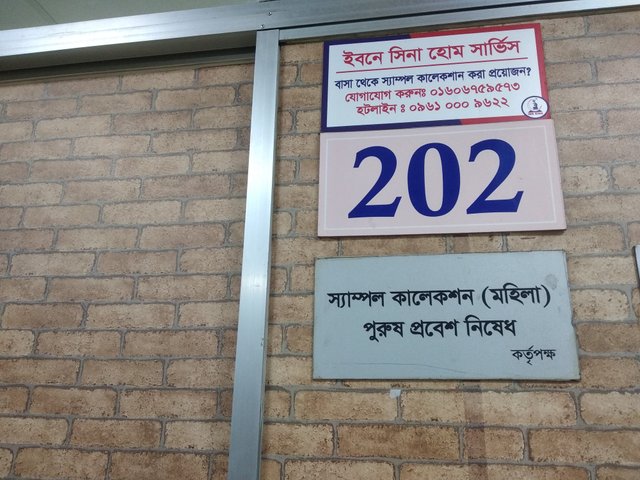 ইবনে সিনা হোম সার্ভিস
বাসা থেকে স্যাম্পল কালেকশান করা প্রয়োজন?
যোগাযোগ করুনঃ ০১৬০৬৭৫৯৫৭৩
হটলাইন : ০৯৬১ ০০০ ৯৬২২
202
স্যাম্পল কালেকশন (মহিলা)
পুরুষ প্রবেশ নিষেধ
কর্তৃপক্ষ